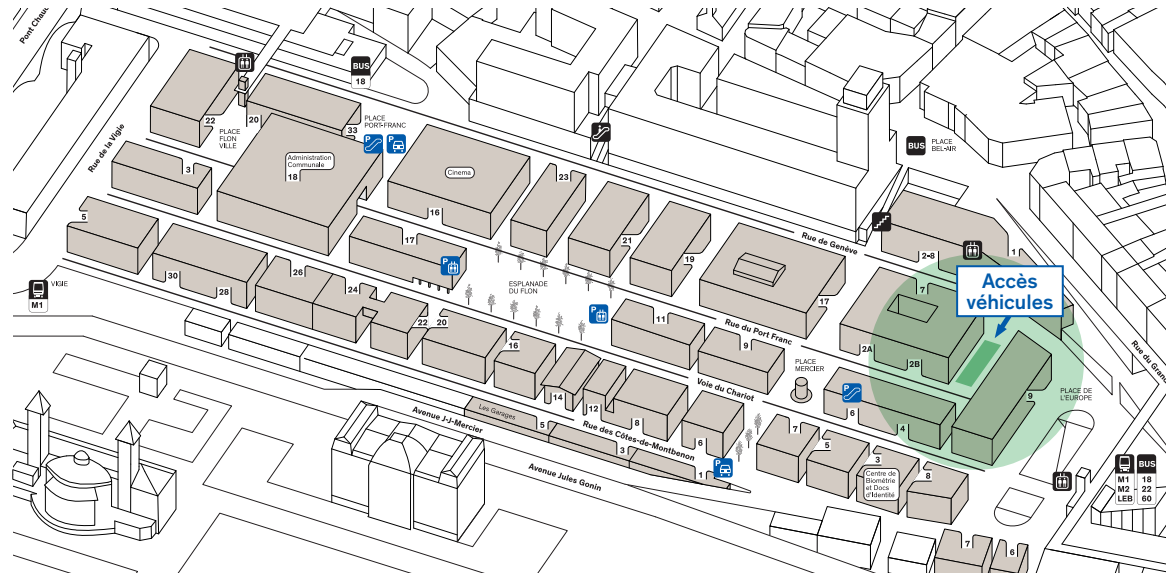 Pont Chaud
BUS
18
Rue de la Vigie
22
PLACE
FLON
VILLE
20
33
PLACE
PORT-FRANC
P
P
BUS
PLACE
BEL-AIR
3
Administration
Communale
18
Cinema
16
23
5
17
21
Rue de Genève
2-8
1
P
19
7
Accès
véhicules
VIGIE
M1
30
28
26
24
ESPLANADE
DU FLON
P
11
17
Rue du Port Franc
2A
2B
22
20
16
9
PLACE
MERCIER
Rue du Grand
Voie du Chariot
P
6
4
9
PLACE DE
L'EUROPE
14
12
8
6
7
5
3
8
Les Garages
5
3
1
P
Avenue J-J-Mercier
Rue des Côtes-de-Montbenon
Avenue Jules Gonin
Centre de
Biométrie
et Docs
d'Identité
BUS
M1 18
M2 22
LEB 60
7
6